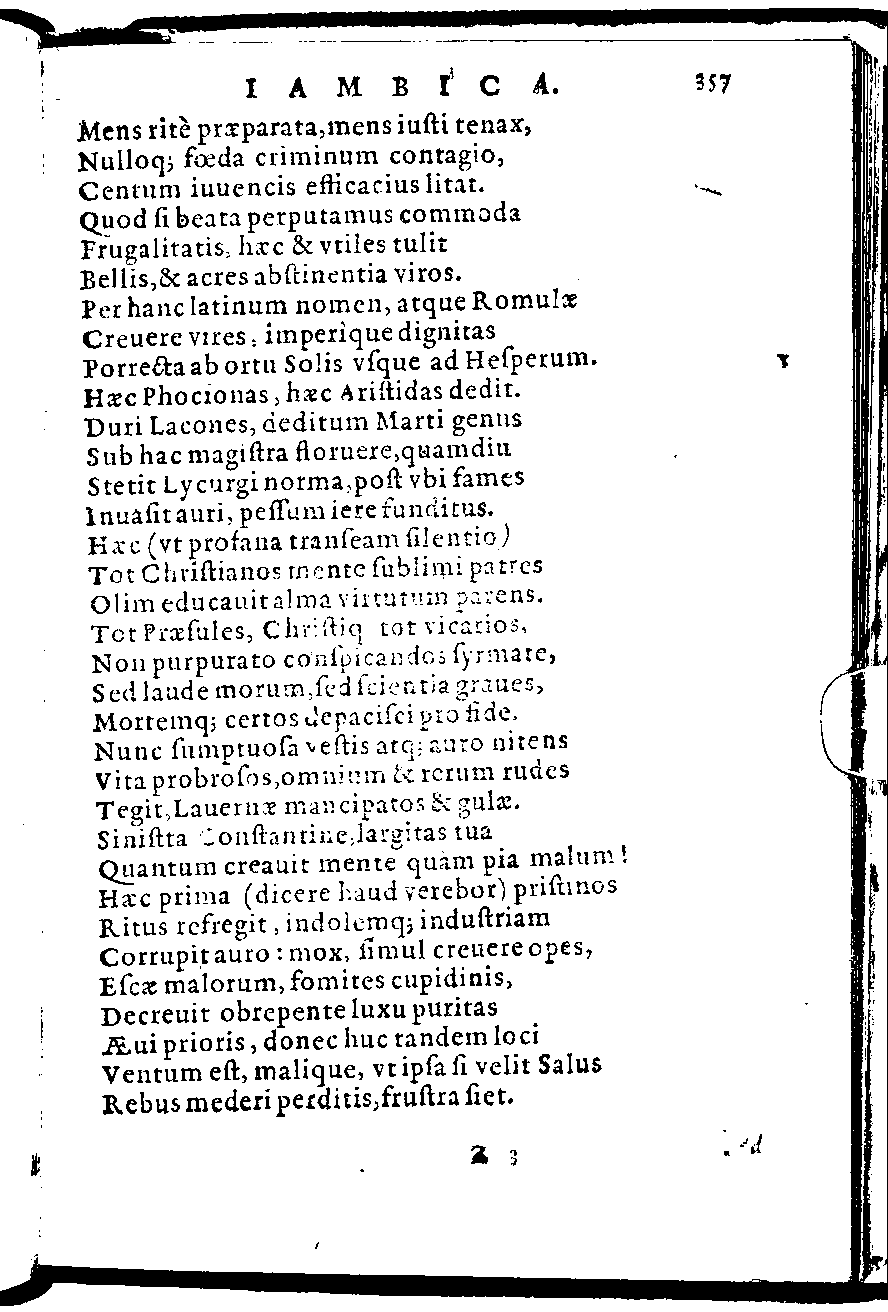 IAMBICA. 357
Mens ritè præparata, mens iuſti tenax,
Nulloq; fœda criminum contagio,
Centum iuuencis efficacius litat.
Quod ſi beata perputamus commoda
Frugalitatis, hæc & vtiles tulit
Bellis, & acres abſtinentia viros.
Per hanc latinum nomen, atque Romulæ
Creuere vires, imperique dignitas
Porrecta ab ortu Solis vſque ad Heſperum.
Hæc Phocionas, hæc Ariſtidas dedit.
Duri Lacones, deditum Marti genus
Sub hac magiſtra floruere, quamdiu
Stetit Lycurgi norma, poſt vbi fames
Inuaſit auri, peſſum iere funditus.
Hæc (vt profana tranſeam ſilentio)
Tot Chriſtianos mente ſublimi patres
Olim educauit alma virtutum parens.
Tot Præſules, Chriſtiq tot vicarios,
Non purpurato conſpicandos ſyrmate,
Sed laude morum, ſed ſcientia graues,
Mortemq; certos depaciſci pro fide.
Nunc ſumptuoſa veſtis atq; auro nitens
Vita probroſos, omnium & rerum rudes
Tegit, Lauernæ mancipatos & gulæ.
Siniſtta Conſtantine, largitas tua
Quantum creauit mente quàm pia malum!
Hæc prima (dicere haud verebor) priſtinos
Ritus refregit, indolemq; induſtriam
Corrupit auro: mox, ſimul creuere opes,
Eſcæ malorum, fomites cupidinis,
Decreuit obrepente luxu puritas
Æui prioris, donec huc tandem loci
Ventum eſt, malique, vt ipſa ſi velit Salus
Rebus mederi perditis, fruſtra ſiet.
Z 3